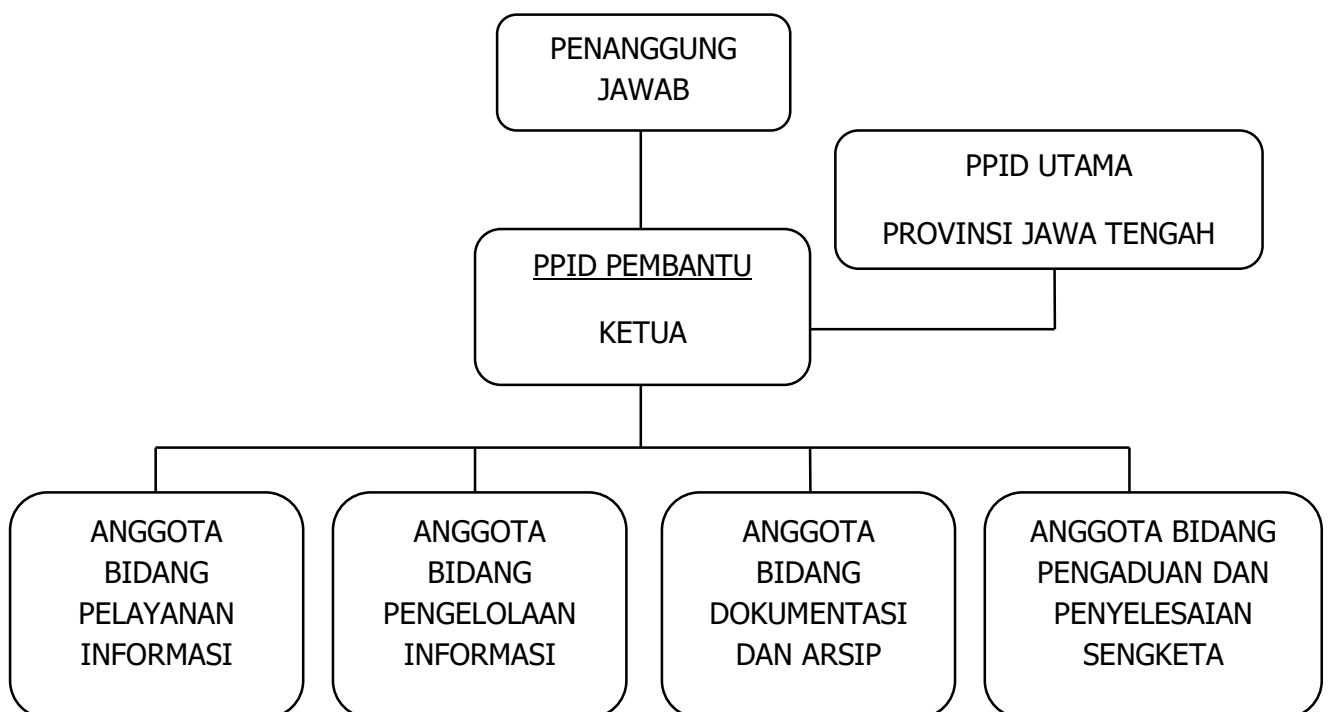 PENANGGUNG
JAWAB
PPID UTAMA
PROVINSI JAWA TENGAH
PPID PEMBANTU
KETUA
ANGGOTA
BIDANG
PELAYANAN
INFORMASI
ANGGOTA
BIDANG
PENGELOLAAN
INFORMASI
ANGGOTA
BIDANG
DOKUMENTASI
DAN ARSIP
ANGGOTA BIDANG
PENGADUAN DAN
PENYELESAIAN
SENGKETA